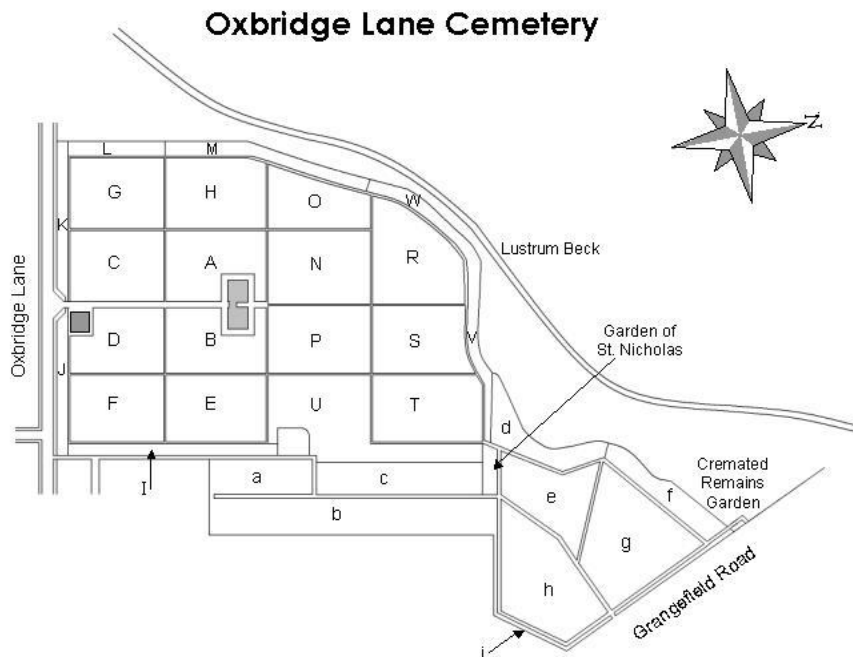 Oxbridge Lane Cemetery
N
L
M
G
H
O
W
K
R
C
A
N
Lustrum Beck
Oxbridge Lane
Garden of
St. Nicholas
D
B
P
S
V
J
F
E
U
T
d
I
a
c
e
f
Cremated
Remains
Garden
b
g
h
Grangefield Road
i